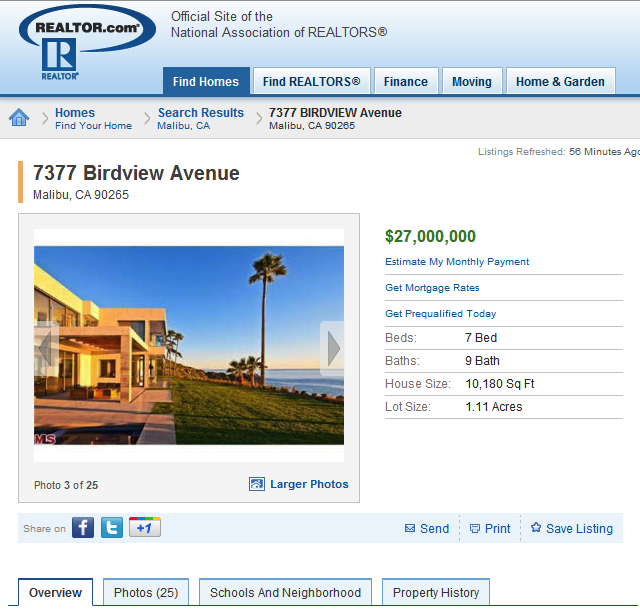 REALTOR.com®
R
REALTOR®
Official Site of the
National Association of REALTORS®
Find Homes
Find REALTORS®
Finance
Moving
Home & Garden
Homes
Find Your Home
Search Results
Malibu, CA
7377 BIRDVIEW Avenue
Malibu, CA 90265
Listings Refreshed: 56 Minutes Ago
7377 Birdview Avenue
Malibu, CA 90265
MS
Photo 3 of 25
Larger Photos
$27,000,000
Estimate My Monthly Payment
Get Mortgage Rates
Get Prequalified Today
Beds: 7 Bed
Baths: 9 Bath
House Size: 10,180 Sq Ft
Lot Size: 1.11 Acres
Share on f t +1
Send
Print
Save Listing
Overview
Photos (25)
Schools And Neighborhood
Property History